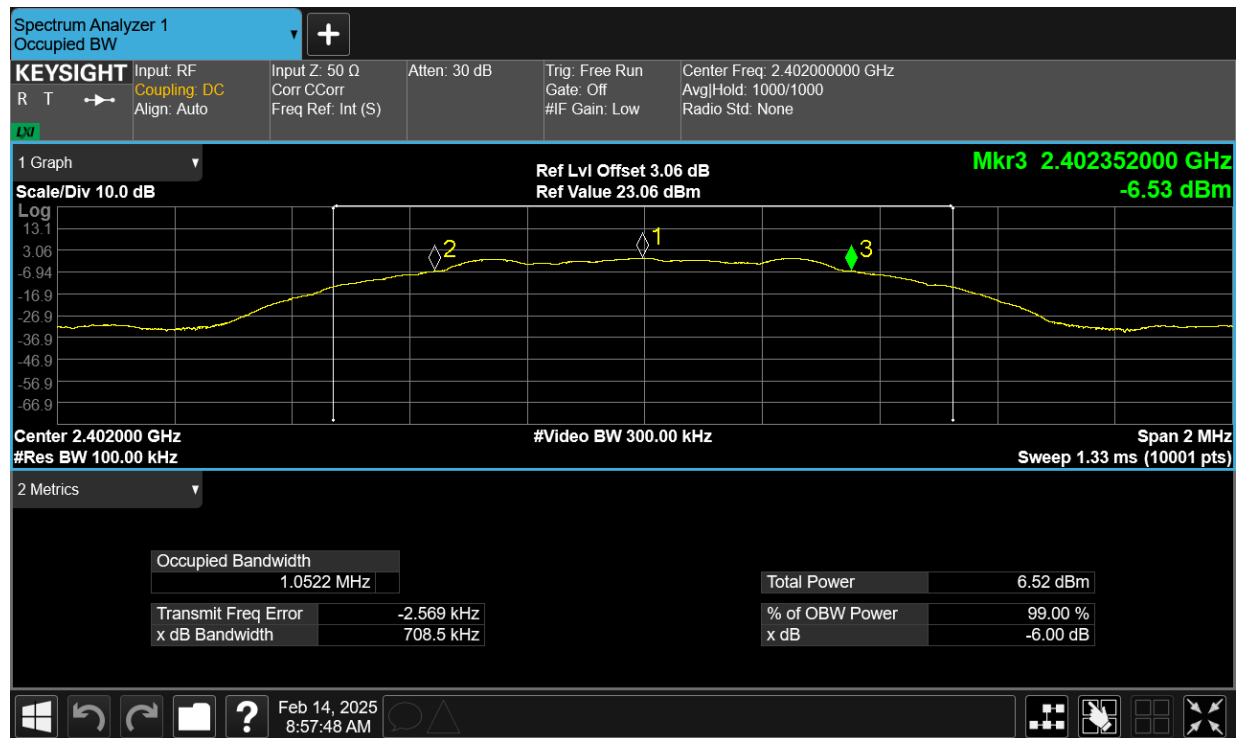 Spectrum Analyzer 1
Occupied BW
KEYSIGHT
R T
LXI
Input: RF
Coupling: DC
Align: Auto
Input Z: 50 Ω
Corr CCorr
Freq Ref: Int (S)
Atten: 30 dB
Trig: Free Run
Gate: Off
#IF Gain: Low
Center Freq: 2.402000000 GHz
Avg|Hold: 1000/1000
Radio Std: None
1 Graph
Scale/Div 10.0 dB
Ref Lvl Offset 3.06 dB
Ref Value 23.06 dBm
Mkr3 2.402352000 GHz
-6.53 dBm
Log
13.1
3.06
-6.94
-16.9
-26.9
-36.9
-46.9
-56.9
-66.9
2
1
3
Center 2.402000 GHz
#Res BW 100.00 kHz
#Video BW 300.00 kHz
Span 2 MHz
Sweep 1.33 ms (10001 pts)
2 Metrics
Occupied Bandwidth
1.0522 MHz
Transmit Freq Error -2.569 kHz
x dB Bandwidth 708.5 kHz
Total Power 6.52 dBm
% of OBW Power 99.00 %
x dB -6.00 dB
?
Feb 14, 2025
8:57:48 AM